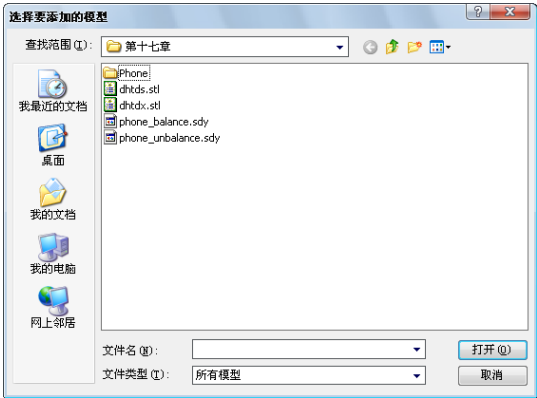 选择要添加的模型
?
查找范围(I):
第十七章
Phone
dhtds.stl
dhtdx.stl
phone_balance.sdy
phone_unbalance.sdy
我最近的文档
桌面
我的文档
我的电脑
网上邻居
文件名(N):
打开(O)
文件类型(T):
所有模型
取消